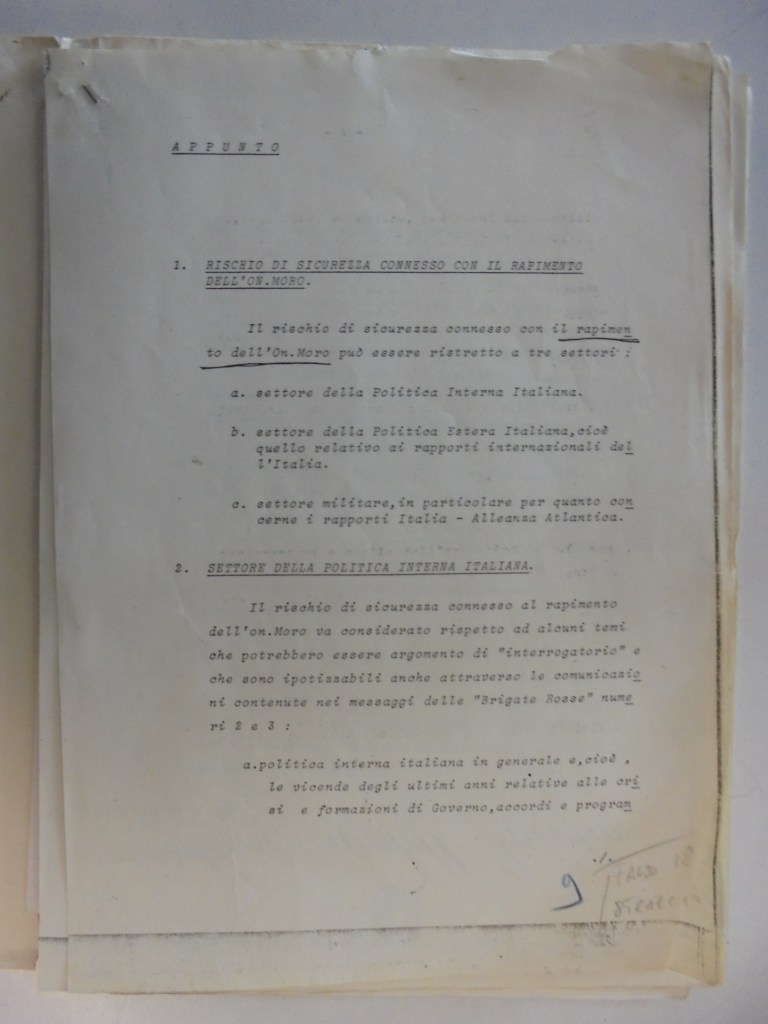 A P P U N T O
1. RISCHIO DI SICUREZZA CONNESSO CON IL RAPIMENTO
DELL'ON.MORO.
Il rischio di sicurezza connesso con il rapimen
to dell'On.Moro può essere ristretto a tre settori :
a. settore della Politica Interna Italiana.
b. settore della Politica Estera Italiana,cioè
quello relativo ai rapporti internazionali del
l'Italia.
c. settore militare,in particolare per quanto con
cerne i rapporti Italia - Alleanza Atlantica.
2. SETTORE DELLA POLITICA INTERNA ITALIANA.
Il rischio di sicurezza connesso al rapimento
dell'on.Moro va considerato rispetto ad alcuni temi
che potrebbero essere argomento di "interrogatorio" e
che sono ipotizzabili anche attraverso le comunicazio
ni contenute nei messaggi delle "Brigate Rosse" nume
ri 2 e 3 :
a.politica interna italiana in generale e,cioè ,
le vicende degli ultimi anni relative alle cri
si e formazioni di Governo,accordi e program
./.
9